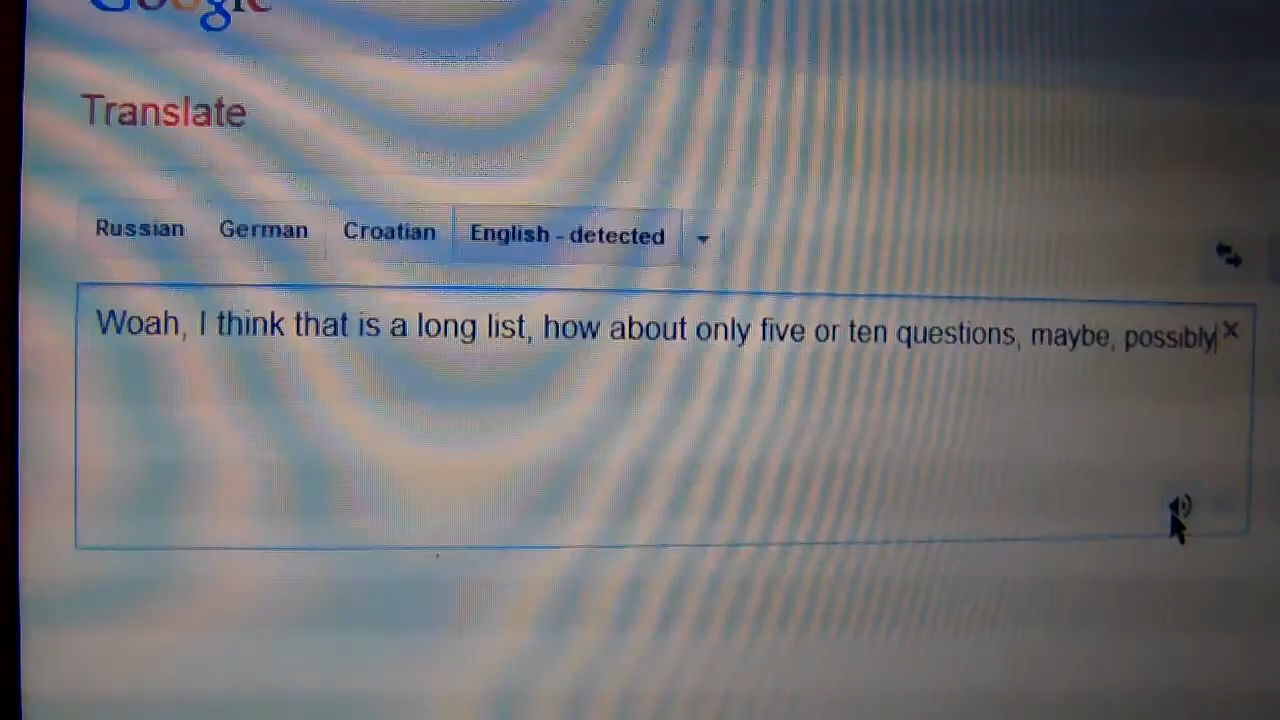 Google
Translate
Russian German Croatian English - detected
Woah, I think that is a long list, how about only five or ten questions, maybe, possibly